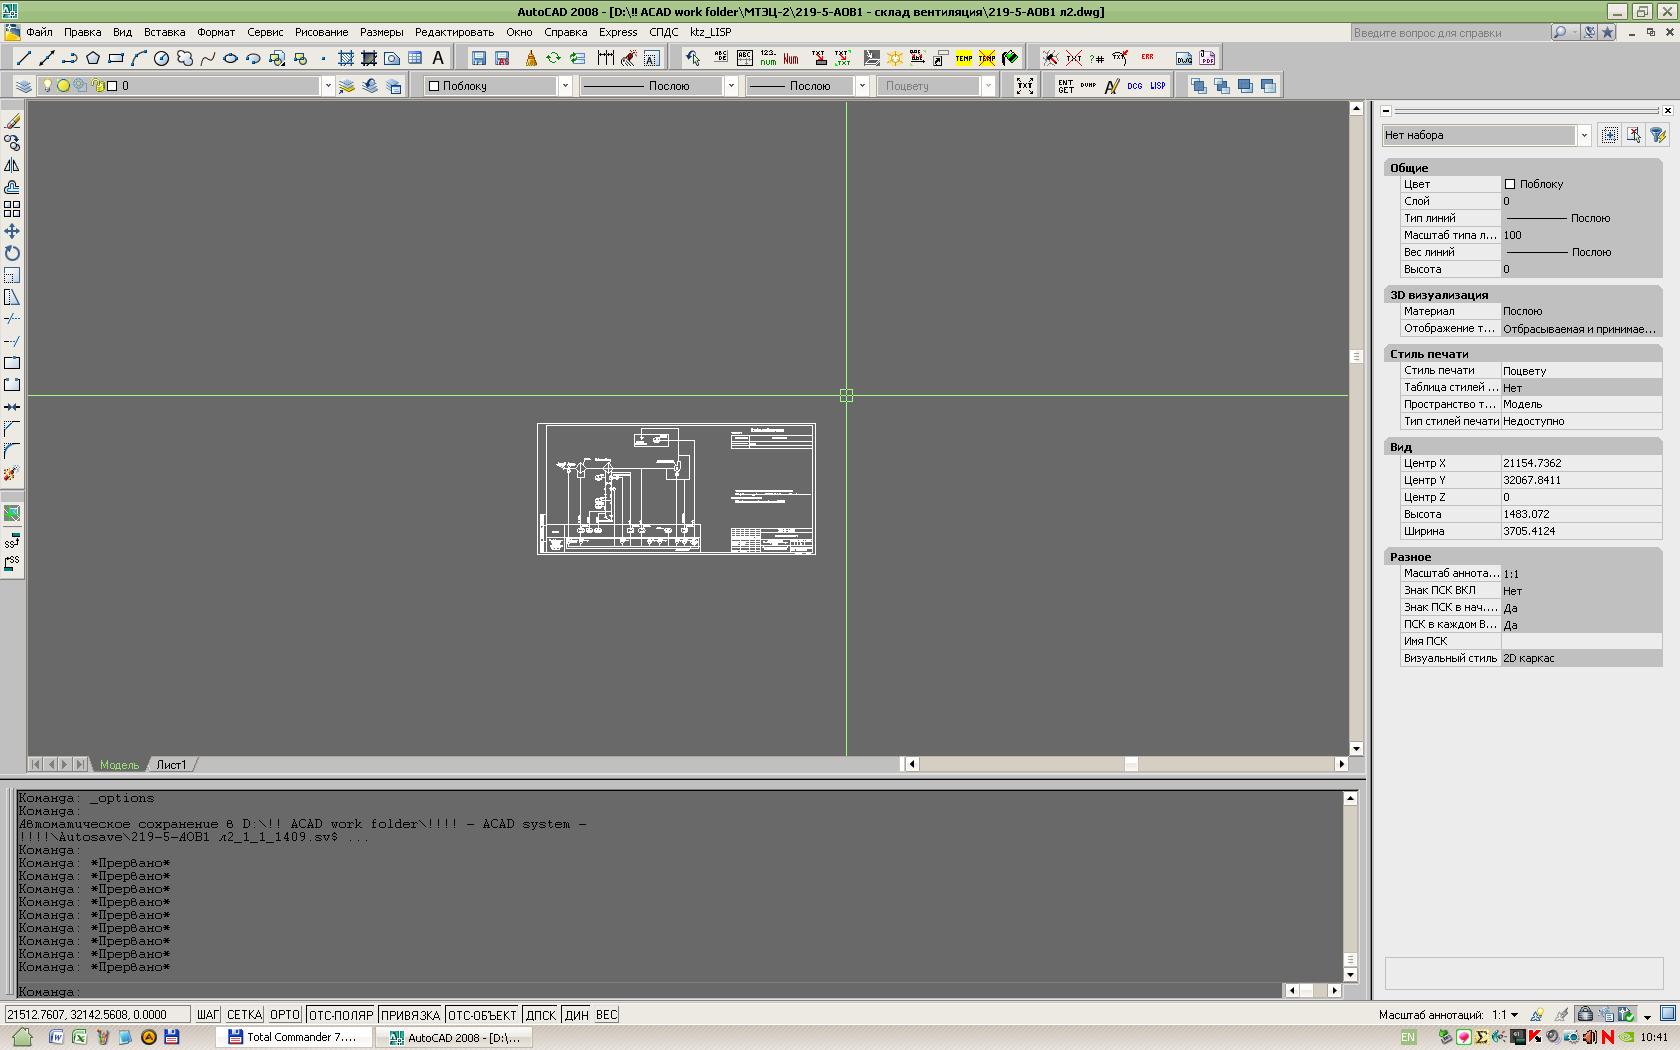 AutoCAD 2008 - [D:\!! ACAD work folder\МТЭЦ-2\219-5-АОВ1 - склад вентиляция\219-5-АОВ1 л2.dwg]
Файл Правка Вид Вставка Формат Сервис Рисование Размеры Редактировать Окно Справка Express СПДС ktz_LISP
Введите вопрос для справки
0
Поблоку
Послою
Послою
Поцвету
Нет набора
Общие
Цвет Поблоку
Слой 0
Тип линий Послою
Масштаб типа л... 100
Вес линий Послою
Высота 0
3D визуализация
Материал Послою
Отображение т... Отбрасываемая и принимае...
Стиль печати
Стиль печати Поцвету
Таблица стилей ... Нет
Пространство т... Модель
Тип стилей печати Недоступно
Вид
Центр X 21154.7362
Центр Y 32067.8411
Центр Z 0
Высота 1483.072
Ширина 3705.4124
Разное
Масштаб аннота... 1:1
Знак ПСК ВКЛ Нет
Знак ПСК в нач.... Да
ПСК в каждом В... Да
Имя ПСК
Визуальный стиль 2D каркас
Модель Лист1
Команда: _options
Команда:
Автоматическое сохранение в D:\!! ACAD work folder\!!!! - ACAD system -
!!!!\Autosave\219-5-АОВ1 л2_1_1_1409.sv$ ...
Команда:
Команда: *Прервано*
Команда: *Прервано*
Команда: *Прервано*
Команда: *Прервано*
Команда: *Прервано*
Команда: *Прервано*
Команда: *Прервано*
Команда: *Прервано*
Команда: *Прервано*
Команда:
21512.7607, 32142.5608, 0.0000 ШАГ СЕТКА ОРТО ОТС-ПОЛЯР ПРИВЯЗКА ОТС-ОБЪЕКТ ДПСК ДИН ВЕС
Масштаб аннотаций: 1:1
Total Commander 7....
AutoCAD 2008 - [D:\...
EN
10:41